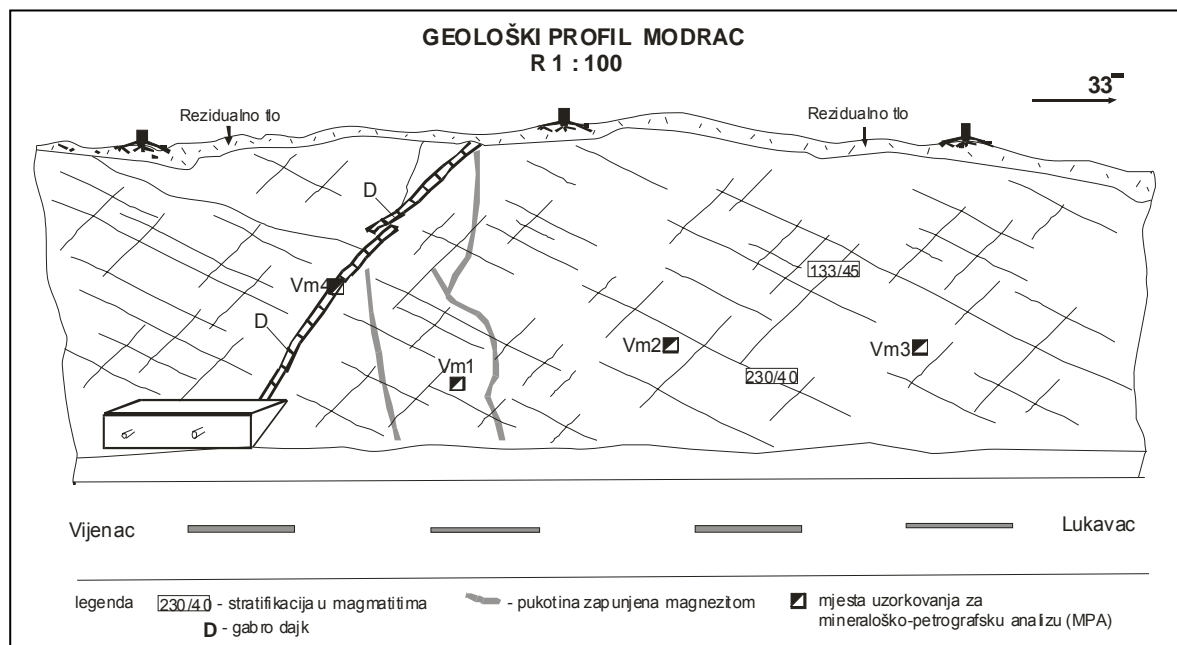 GEOLOŠKI PROFIL MODRAC
R 1 : 100
33
Rezidualno tlo
Rezidualno tlo
D
133/45
Vm4
D
Vm2
Vm3
Vm1
230/40
Vijenac
Lukavac
legenda
230/40 - stratifikacija u magmatitima
- pukotina zapunjena magnezitom
mjesta uzorkovanja za
mineraloško-petrografsku analizu (MPA)
D - gabro dajk